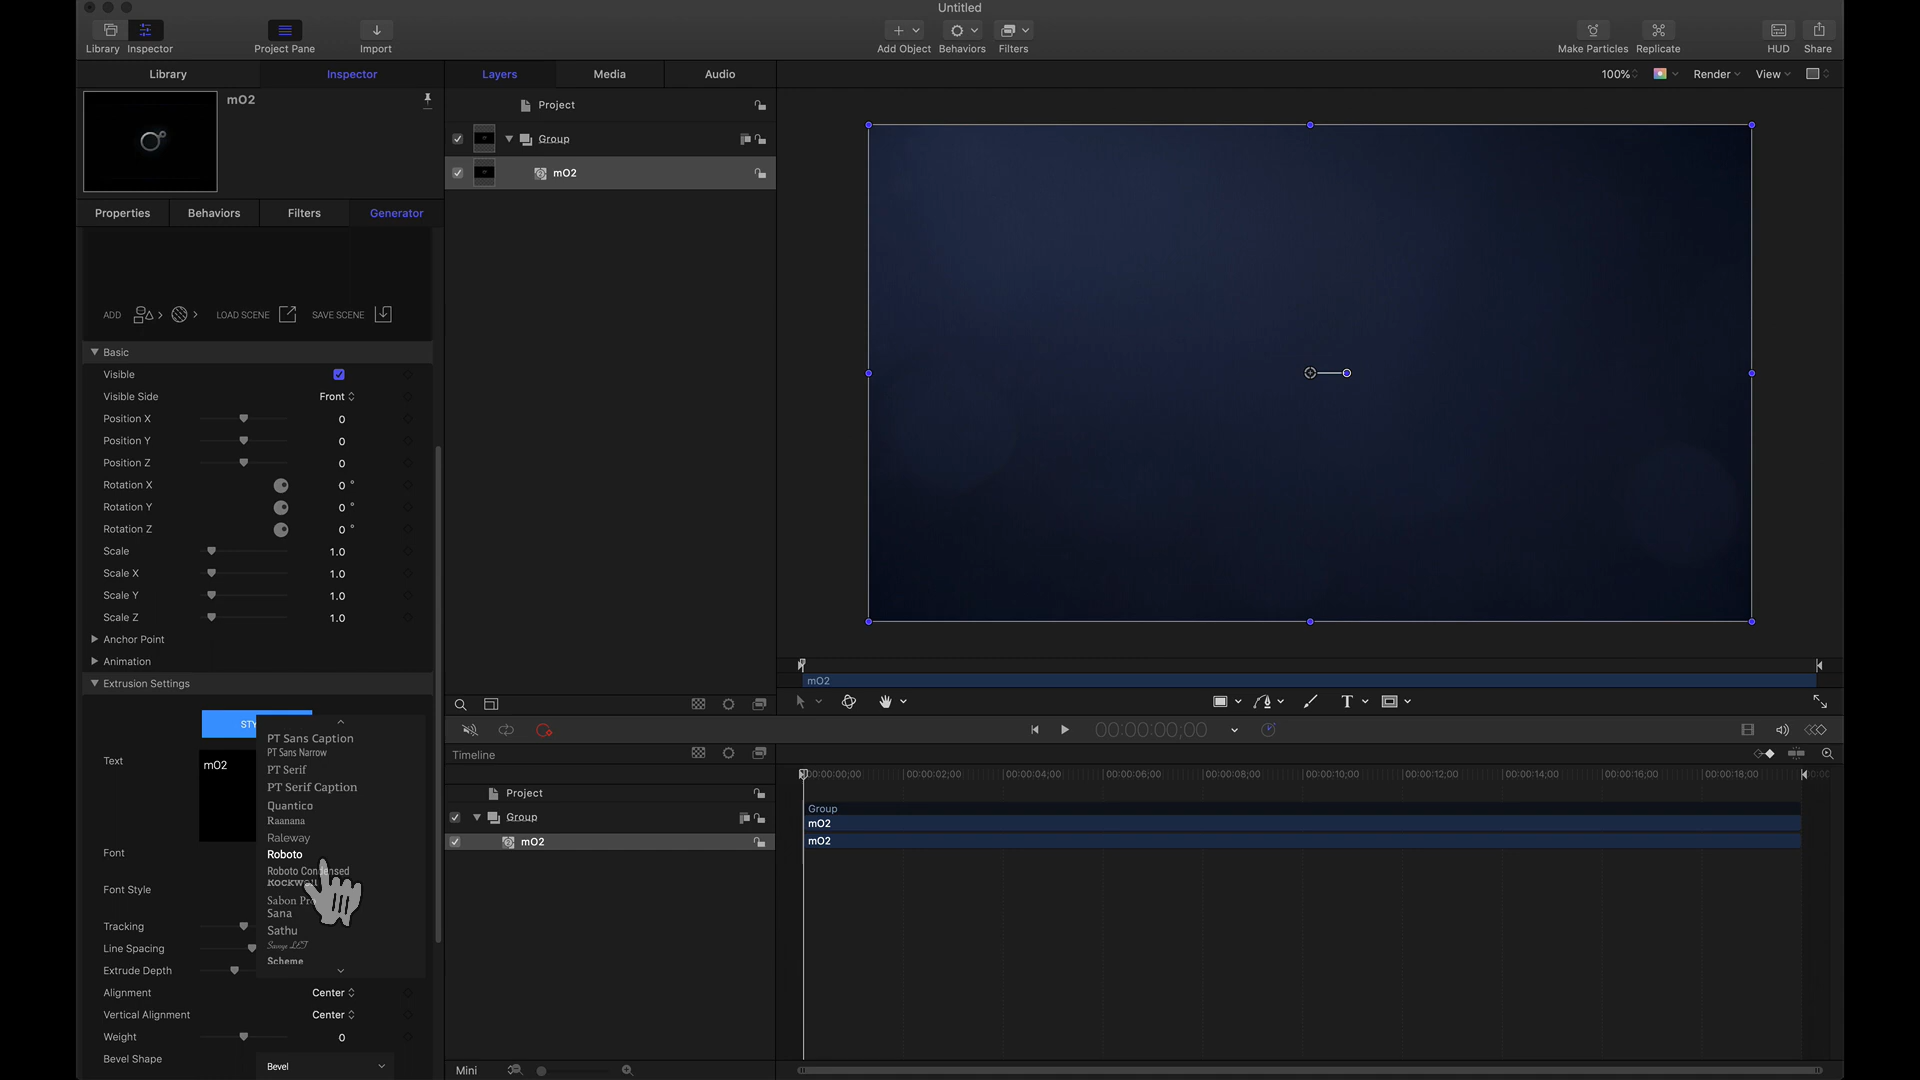 Untitled
Library
Inspector
Project Pane
Import
Add Object
Behaviors
Filters
Make Particles
Replicate
HUD
Share
Library
Inspector
Layers
Media
Audio
100%
Render
View
mO2
Project
Group
mO2
Properties
Behaviors
Filters
Generator
ADD
LOAD SCENE
SAVE SCENE
Basic
Visible
Visible Side
Front
Position X
0
Position Y
0
Position Z
0
Rotation X
0 °
Rotation Y
0 °
Rotation Z
0 °
Scale
1.0
Scale X
1.0
Scale Y
1.0
Scale Z
1.0
Anchor Point
Animation
Extrusion Settings
STY
Text
mO2
Font
Font Style
Tracking
Line Spacing
Extrude Depth
Alignment
Center
Vertical Alignment
Center
Weight
0
Bevel Shape
Bevel
PT Sans Caption
PT Sans Narrow
PT Serif
PT Serif Caption
Quantico
Raanana
Raleway
Roboto
Roboto Condensed
Rockwell
Sabon Pro
Sana
Sathu
Savoye LET
Scheme
mO2
00:00:00;00
Timeline
Project
Group
mO2
00:00:00;00
00:00:02;00
00:00:04;00
00:00:06;00
00:00:08;00
00:00:10;00
00:00:12;00
00:00:14;00
00:00:16;00
00:00:18;00
Group
mO2
mO2
Mini